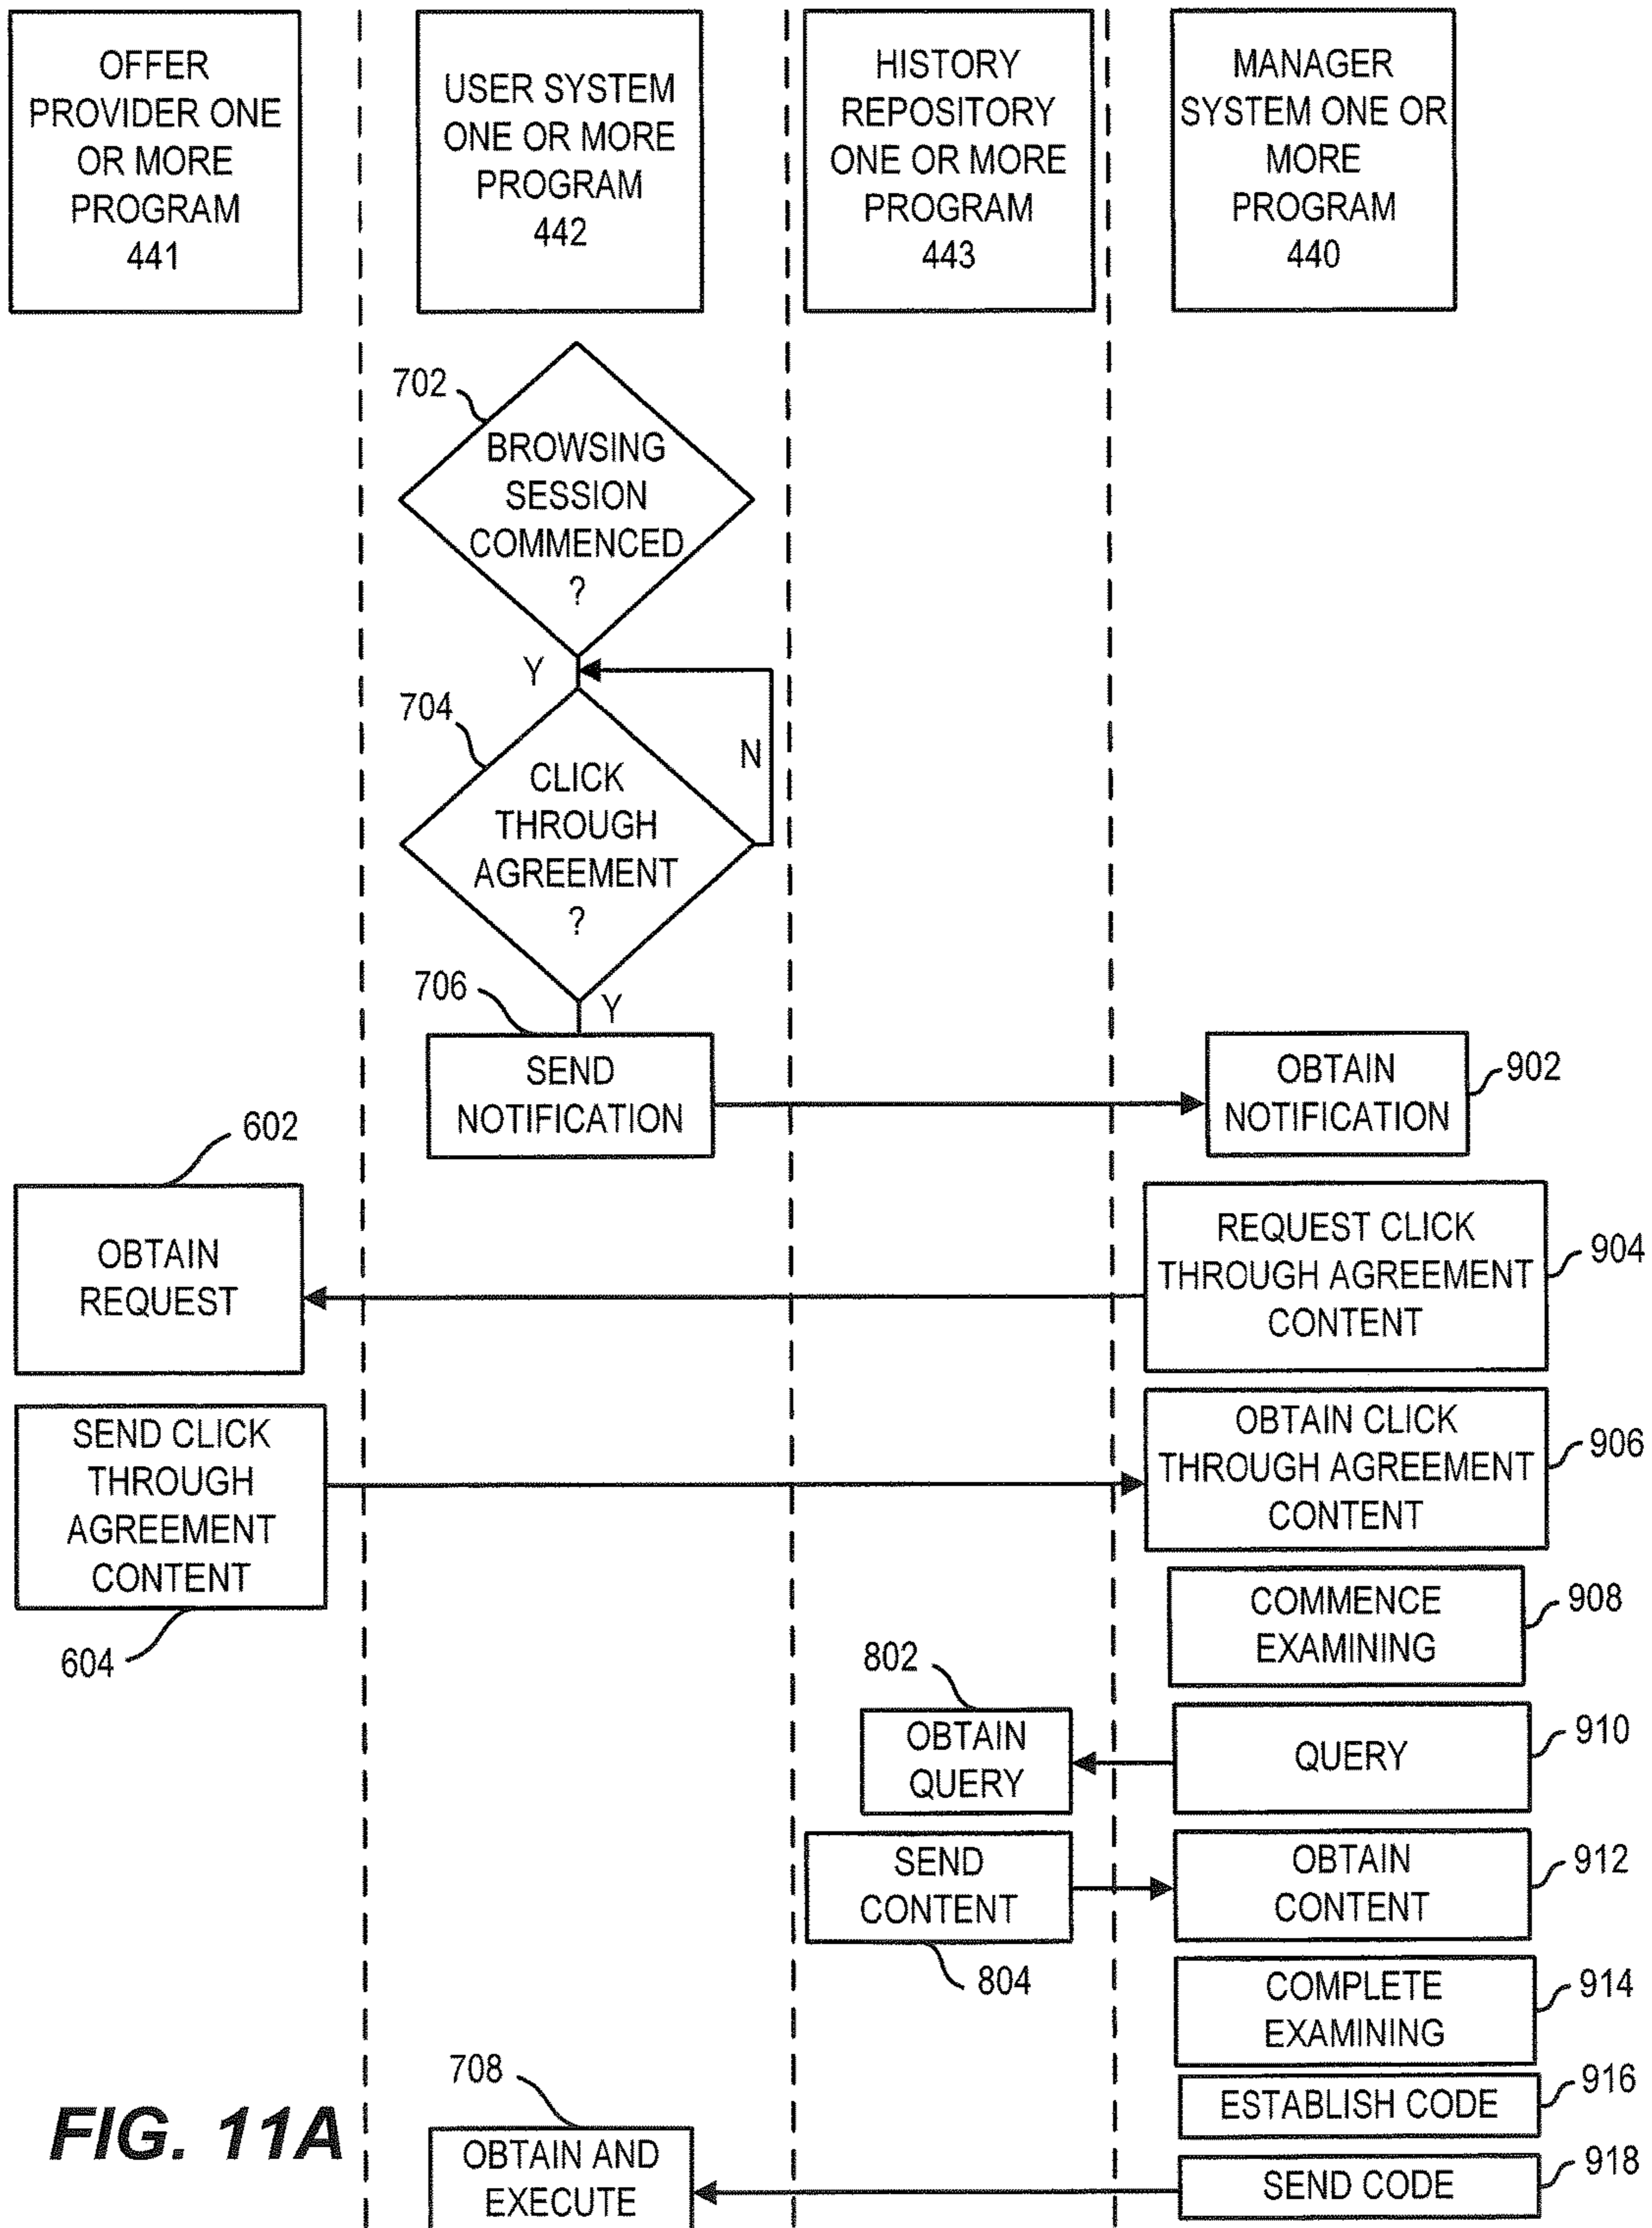 OFFER
PROVIDER ONE
OR MORE
PROGRAM
441
USER SYSTEM
ONE OR MORE
PROGRAM
442
HISTORY
REPOSITORY
ONE OR MORE
PROGRAM
443
MANAGER
SYSTEM ONE OR
MORE
PROGRAM
440
702
BROWSING
SESSION
COMMENCED
?
Y
704
N
CLICK
THROUGH
AGREEMENT
?
Y
706
SEND
NOTIFICATION
OBTAIN
NOTIFICATION
902
602
OBTAIN
REQUEST
REQUEST CLICK
THROUGH AGREEMENT
CONTENT
904
SEND CLICK
THROUGH
AGREEMENT
CONTENT
604
OBTAIN CLICK
THROUGH AGREEMENT
CONTENT
906
COMMENCE
EXAMINING
908
802
OBTAIN
QUERY
QUERY
910
SEND
CONTENT
804
OBTAIN
CONTENT
912
COMPLETE
EXAMINING
914
ESTABLISH CODE
916
708
OBTAIN AND
EXECUTE
SEND CODE
918
FIG. 11A